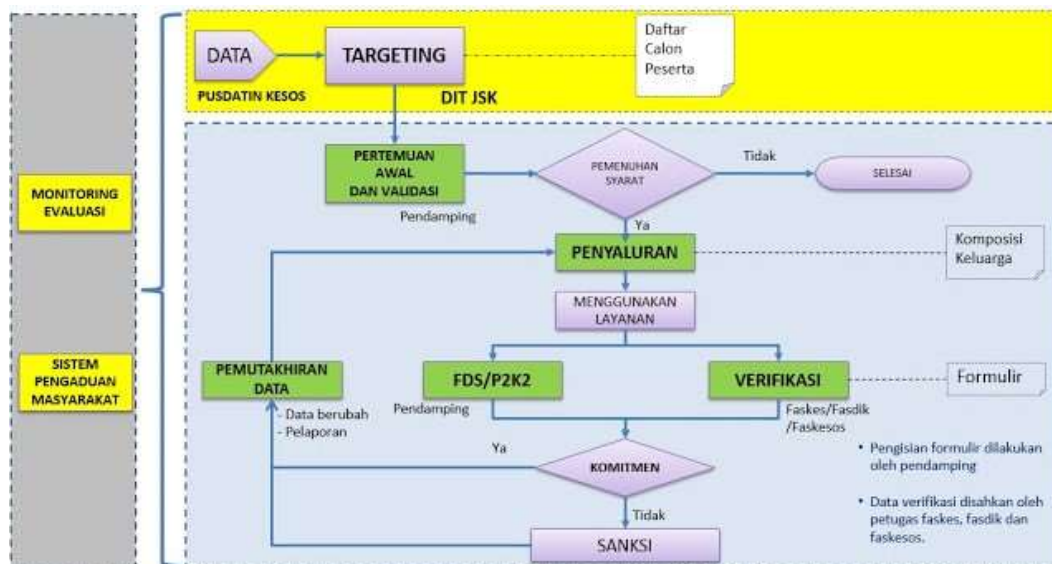 DATA
TARGETING
Daftar
Calon
Peserta
PUSDATIN KESOS
DIT JSK
MONITORING
EVALUASI
SISTEM
PENGADUAN
MASYARAKAT
PERTEMUAN
AWAL
DAN VALIDASI
Pendamping
PEMENUHAN
SYARAT
Tidak
SELESAI
Ya
PENYALURAN
Komposisi
Keluarga
MENGGUNAKAN
LAYANAN
PEMUTAKHIRAN
DATA
- Data berubah
- Pelaporan
FDS/P2K2
Pendamping
VERIFIKASI
Faskes/Fasdik
/Faskesos
Formulir
Ya
KOMITMEN
Tidak
SANKSI
• Pengisian formulir dilakukan
oleh pendamping
• Data verifikasi disahkan oleh
petugas faskes, fasdik dan
faskesos.